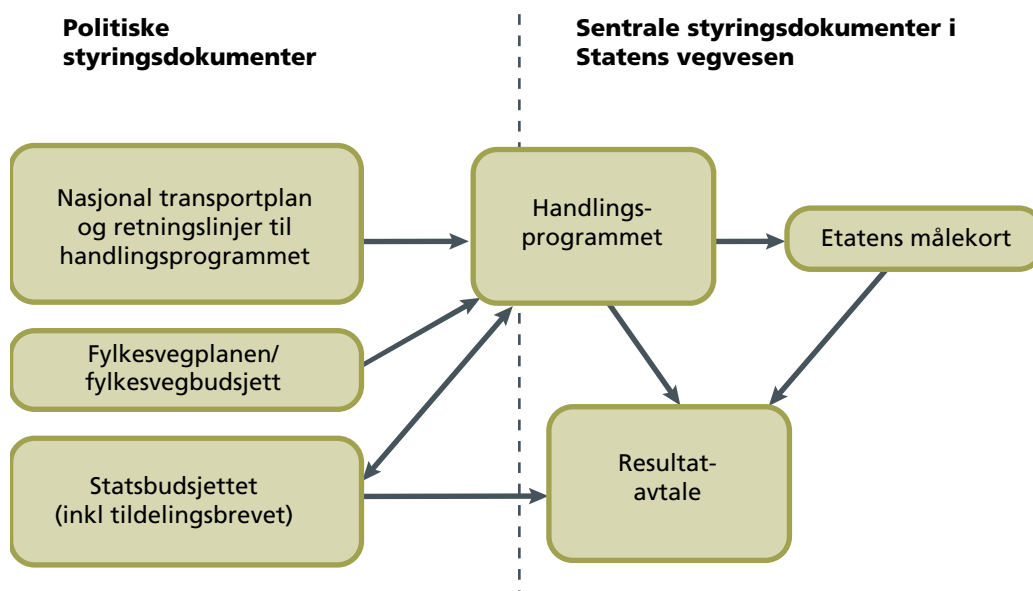 Politiske
styringsdokumenter
Sentrale styringsdokumenter i
Statens vegvesen
Nasjonal transportplan
og retningslinjer til
handlingsprogrammet
Handlings-
programmet
Etatens målekort
Fylkesvegplanen/
fylkesvegbudsjett
Statsbudsjettet
(inkl tildelingsbrevet)
Resultat-
avtale